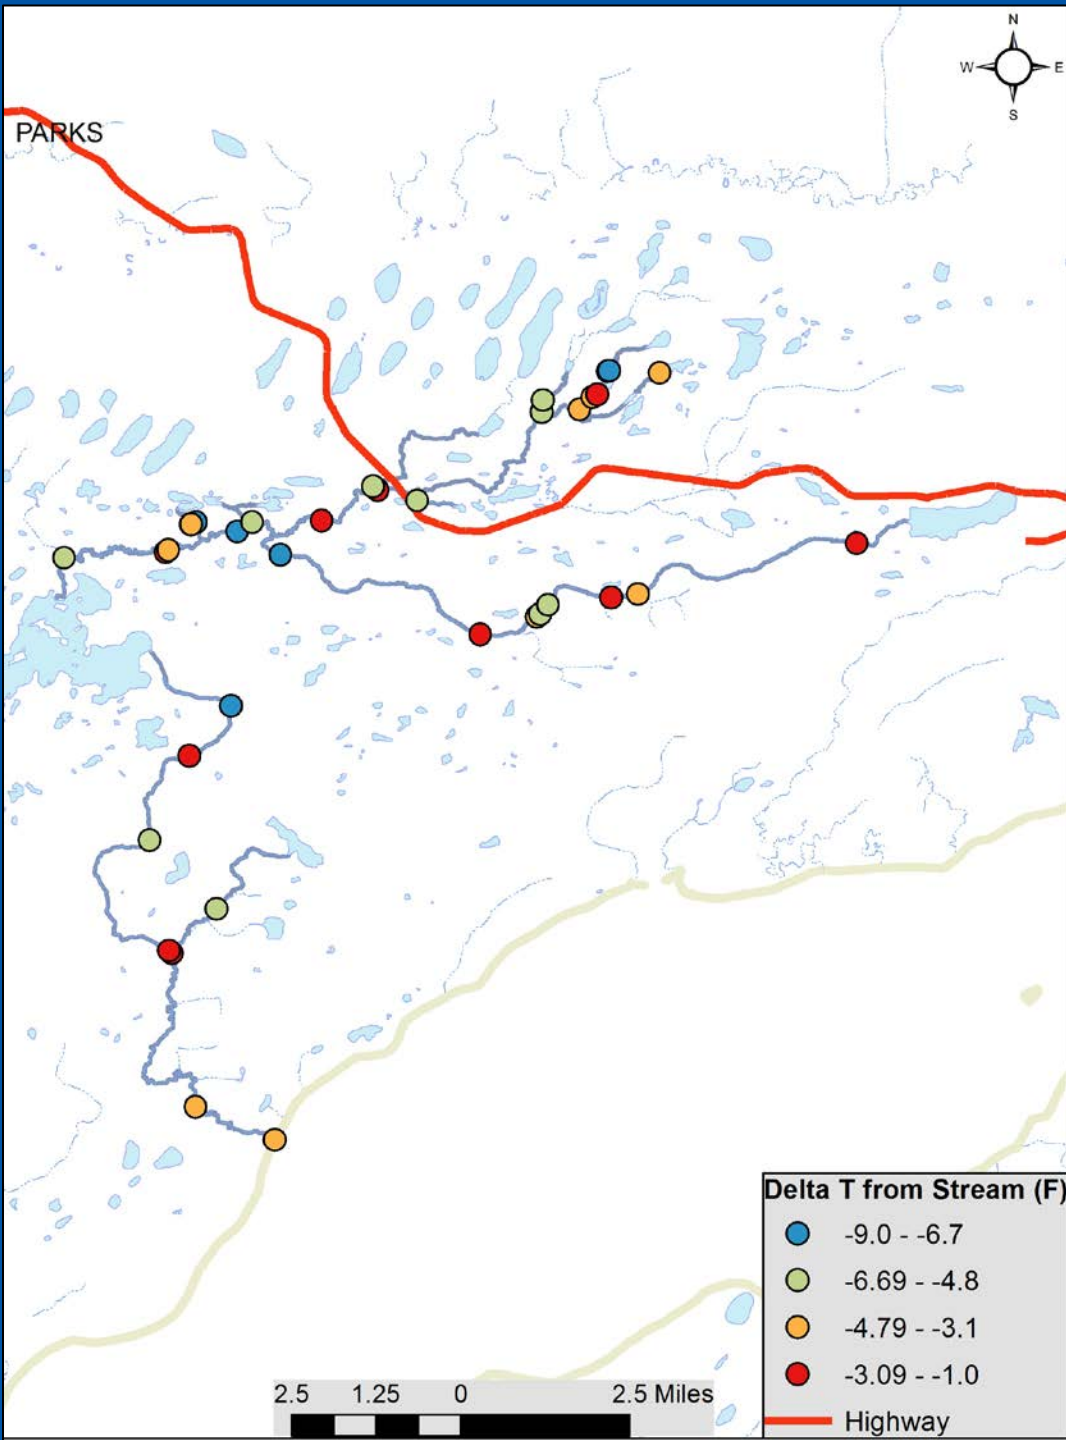 N
W E
S
PARKS
Delta T from Stream (F)
-9.0 - -6.7
-6.69 - -4.8
-4.79 - -3.1
-3.09 - -1.0
Highway
2.5 1.25 0 2.5 Miles